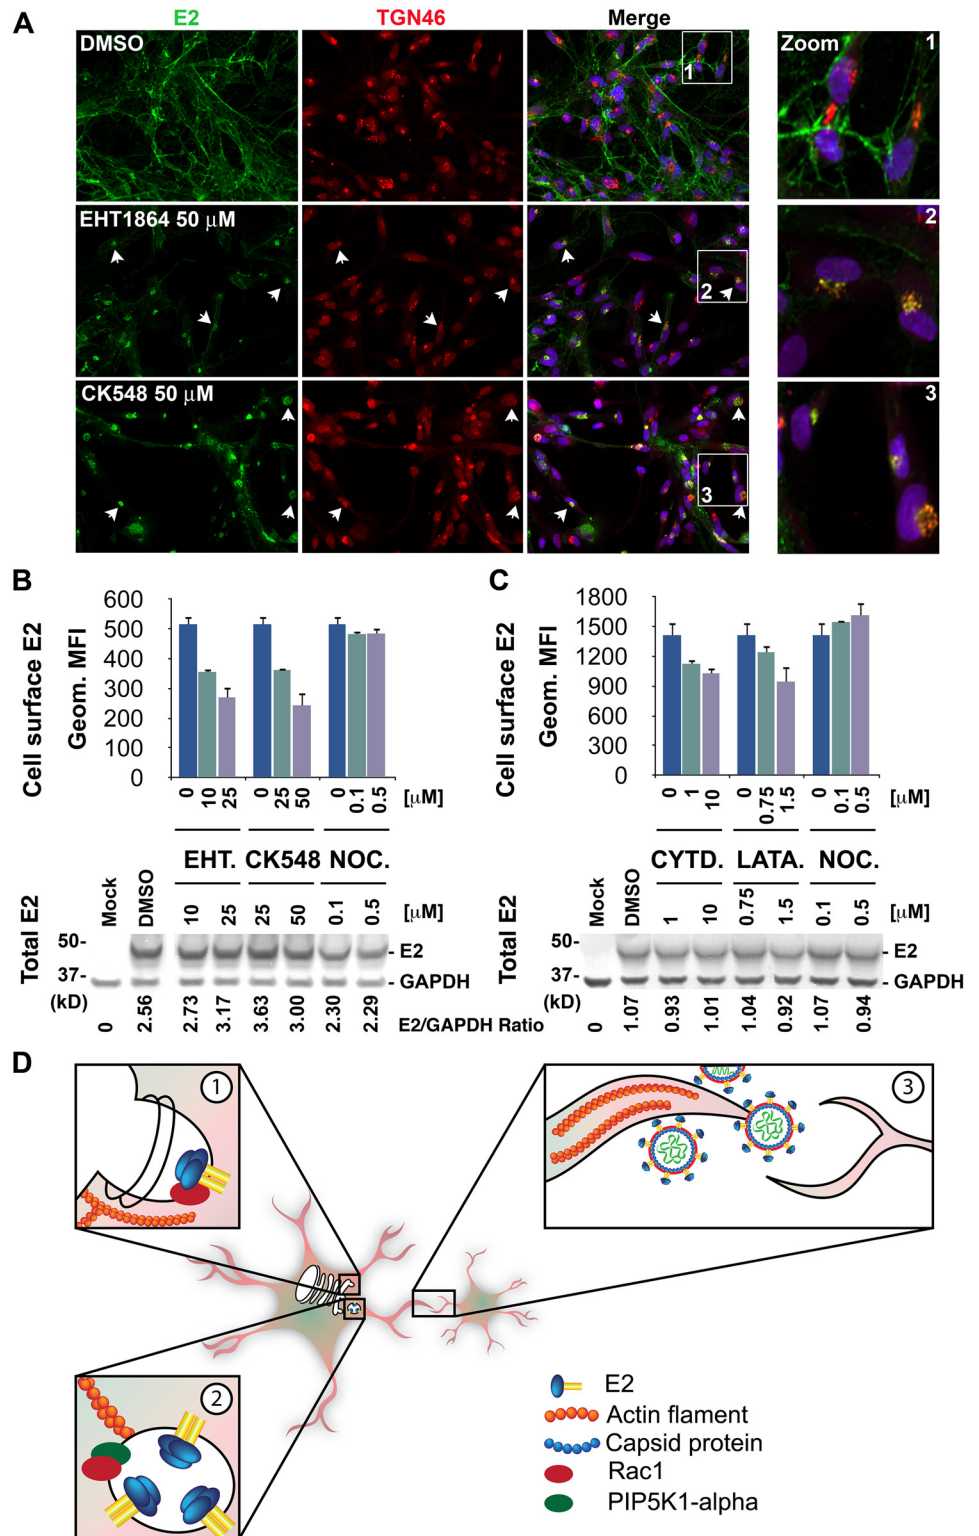 A
E2
TGN46
Merge
DMSO
1
Zoom
1
EHT1864 50 μM
2
2
CK548 50 μM
3
3
B
Cell surface E2
Geom. MFI
600
500
400
300
200
100
0
0 10 25 0 25 50 0 0.1 0.5 [μM]
EHT. CK548 NOC.
Total E2
Mock DMSO 10 25 25 50 0.1 0.5 [μM]
50-
37-
(kD)
- E2
- GAPDH
0 2.56 2.73 3.17 3.63 3.00 2.30 2.29 E2/GAPDH Ratio
C
Cell surface E2
Geom. MFI
1800
1500
1200
900
600
300
0
0 1 10 0 0.75 1.5 0 0.1 0.5 [μM]
CYTD. LATA. NOC.
Total E2
Mock DMSO 1 10 0.75 1.5 0.1 0.5 [μM]
50-
37-
(kD)
- E2
- GAPDH
0 1.07 0.93 1.01 1.04 0.92 1.07 0.94
D
1
3
2
E2
Actin flament
Capsid protein
Rac1
PIP5K1-alpha